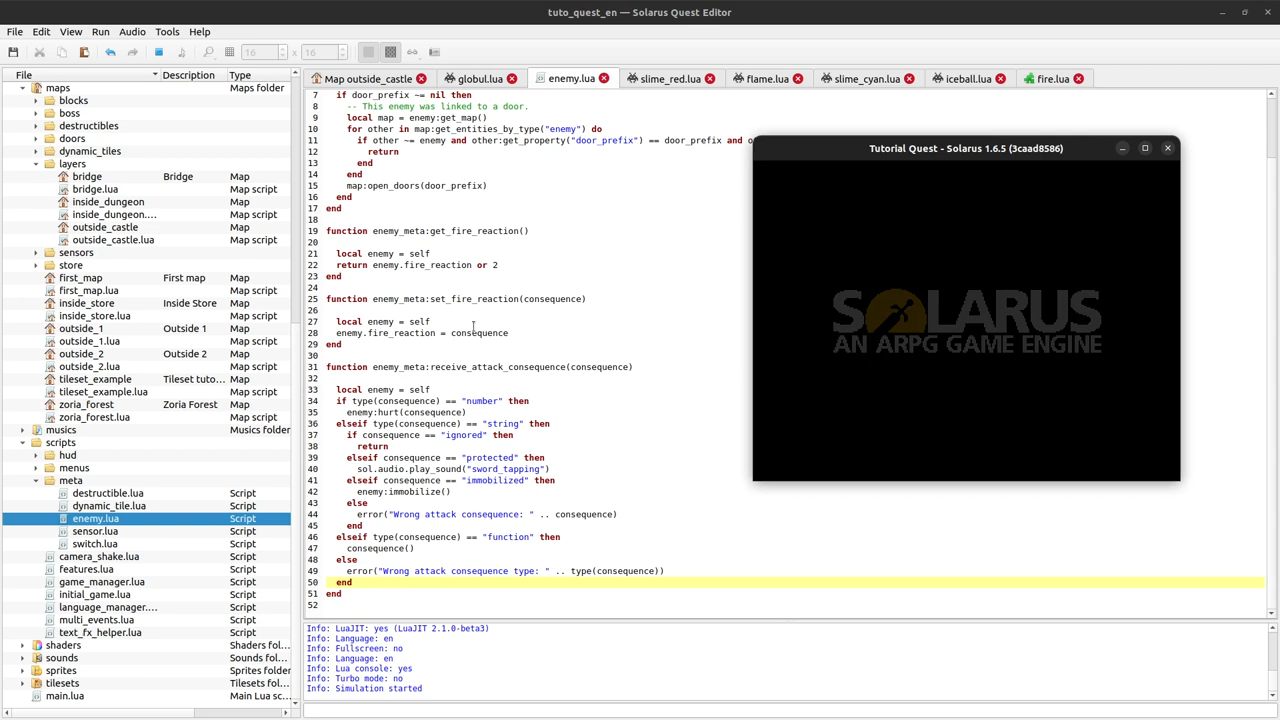 tuto_quest_en — Solarus Quest Editor
File Edit View Run Audio Tools Help
16 x 16
File Description Type
maps Maps folder
blocks
boss
destructibles
doors
dynamic_tiles
layers
bridge Bridge Map
bridge.lua Map script
inside_dungeon Map
inside_dungeon.... Map script
outside_castle Map
outside_castle.lua Map script
sensors
store
first_map First map Map
first_map.lua Map script
inside_store Inside Store Map
inside_store.lua Map script
outside_1 Outside 1 Map
outside_1.lua Map script
outside_2 Outside 2 Map
outside_2.lua Map script
tileset_example Tileset tuto... Map
tileset_example.lua Map script
zoria_forest Zoria Forest Map
zoria_forest.lua Map script
musics Musics folder
scripts
hud
menus
meta
destructible.lua Script
dynamic_tile.lua Script
enemy.lua Script
sensor.lua Script
switch.lua Script
camera_shake.lua Script
features.lua Script
game_manager.lua Script
initial_game.lua Script
language_manager.... Script
multi_events.lua Script
text_fx_helper.lua Script
shaders Shaders fol...
sounds Sounds fol...
sprites Sprites folder
tilesets Tilesets fol...
main.lua Main Lua sc...
Map outside_castle globul.lua enemy.lua slime_red.lua flame.lua slime_cyan.lua iceball.lua fire.lua
7 if door_prefix ~= nil then
8 -- This enemy was linked to a door.
9 local map = enemy:get_map()
10 for other in map:get_entities_by_type("enemy") do
11 if other ~= enemy and other:get_property("door_prefix") == door_prefix and o
12 return
13 end
14 end
15 map:open_doors(door_prefix)
16 end
17 end
18
19 function enemy_meta:get_fire_reaction()
20
21 local enemy = self
22 return enemy.fire_reaction or 2
23 end
24
25 function enemy_meta:set_fire_reaction(consequence)
26
27 local enemy = self
28 enemy.fire_reaction = consequence
29 end
30
31 function enemy_meta:receive_attack_consequence(consequence)
32
33 local enemy = self
34 if type(consequence) == "number" then
35 enemy:hurt(consequence)
36 elseif type(consequence) == "string" then
37 if consequence == "ignored" then
38 return
39 elseif consequence == "protected" then
40 sol.audio.play_sound("sword_tapping")
41 elseif consequence == "immobilized" then
42 enemy:immobilize()
43 else
44 error("Wrong attack consequence: " .. consequence)
45 end
46 elseif type(consequence) == "function" then
47 consequence()
48 else
49 error("Wrong attack consequence type: " .. type(consequence))
50 end
51 end
52
Tutorial Quest - Solarus 1.6.5 (3caad8586)
SOLARUS
AN ARPG GAME ENGINE
Info: LuaJIT: yes (LuaJIT 2.1.0-beta3)
Info: Language: en
Info: Fullscreen: no
Info: Language: en
Info: Lua console: yes
Info: Turbo mode: no
Info: Simulation started